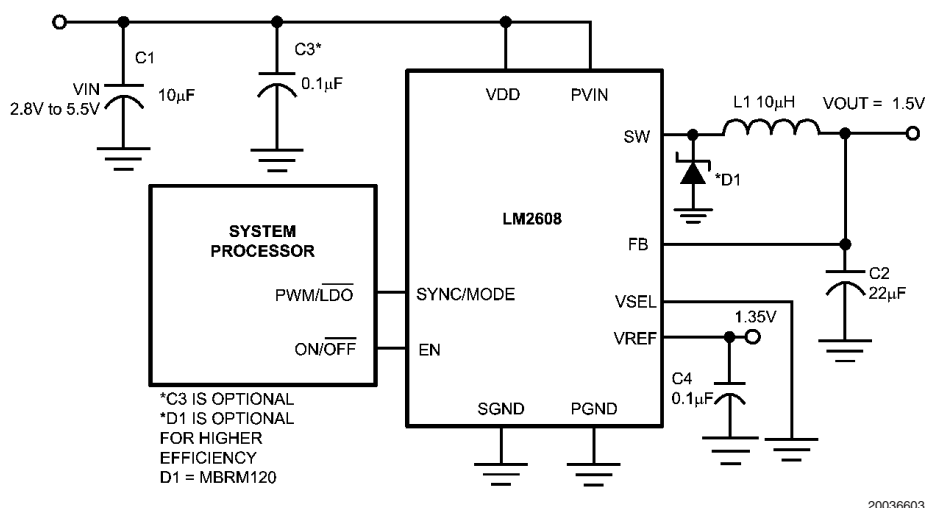 C1
C3*
VIN
2.8V to 5.5V
10µF
0.1µF
VDD
PVIN
L1 10µH
VOUT = 1.5V
SW
*D1
SYSTEM
PROCESSOR
LM2608
FB
PWM/LDO
SYNC/MODE
C2
22µF
VSEL
1.35V
VREF
ON/OFF
EN
C4
0.1µF
SGND
PGND
*C3 IS OPTIONAL
*D1 IS OPTIONAL
FOR HIGHER
EFFICIENCY
D1 = MBRM120
20036603